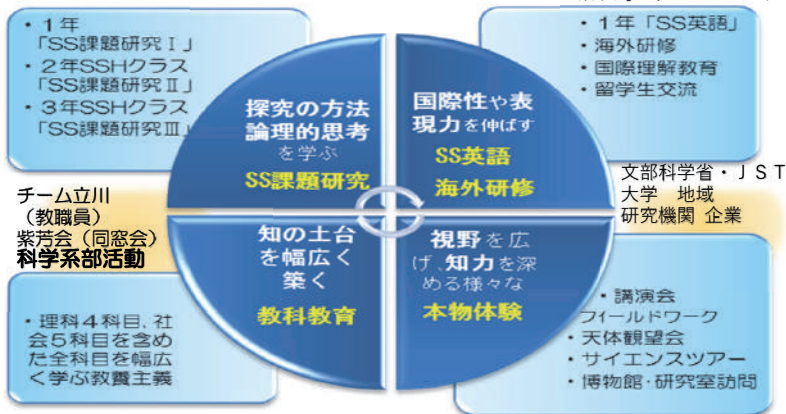 ・1年
「SS課題研究Ⅰ」
・2年SSHクラス
「SS課題研究Ⅱ」
・3年SSHクラス
「SS課題研究Ⅲ」
・1年「SS英語」
・海外研修
・国際理解教育
・留学生交流
探究の方法
論理的思考
を学ぶ
SS課題研究
国際性や表
現力を伸ばす
SS英語
海外研修
チーム立川
（教職員）
紫芳会（同窓会）
科学系部活動
文部科学省・JST
大学 地域
研究機関 企業
知の土台
を幅広く
築く
教科教育
視野を広
げ、知力を深
める様々な
本物体験
・理科4科目、社
会5科目を含め
た全科目を幅広
く学ぶ教養主義
・講演会
フィールドワーク
・天体観望会
・サイエンスツアー
・博物館・研究室訪問